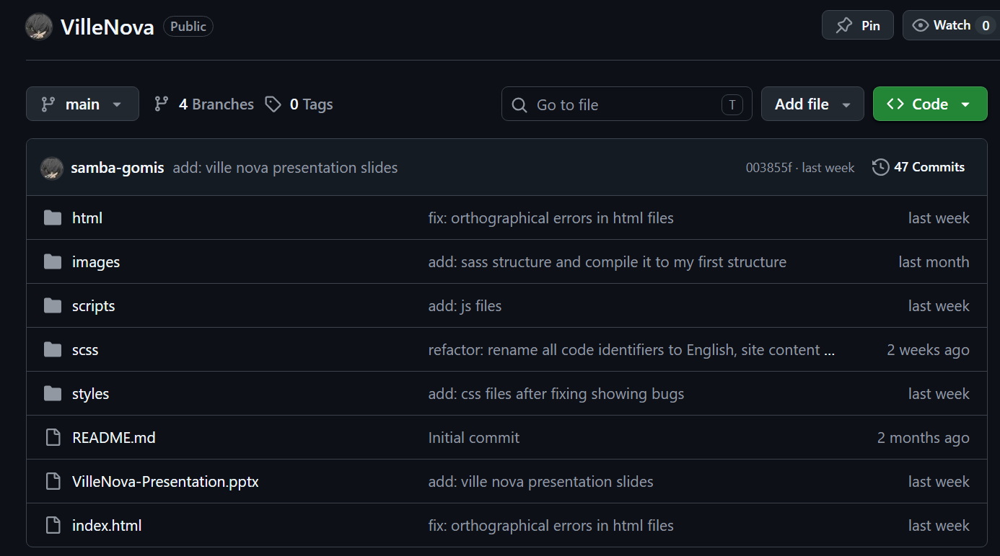 VilleNova Public Pin Watch 0
main 4 Branches 0 Tags Go to file T Add file Code
samba-gomis add: ville nova presentation slides 003855f · last week 47 Commits
html fix: orthographical errors in html files last week
images add: sass structure and compile it to my first structure last month
scripts add: js files last week
scss refactor: rename all code identifiers to English, site content ... 2 weeks ago
styles add: css files after fixing showing bugs last week
README.md Initial commit 2 months ago
VilleNova-Presentation.pptx add: ville nova presentation slides last week
index.html fix: orthographical errors in html files last week